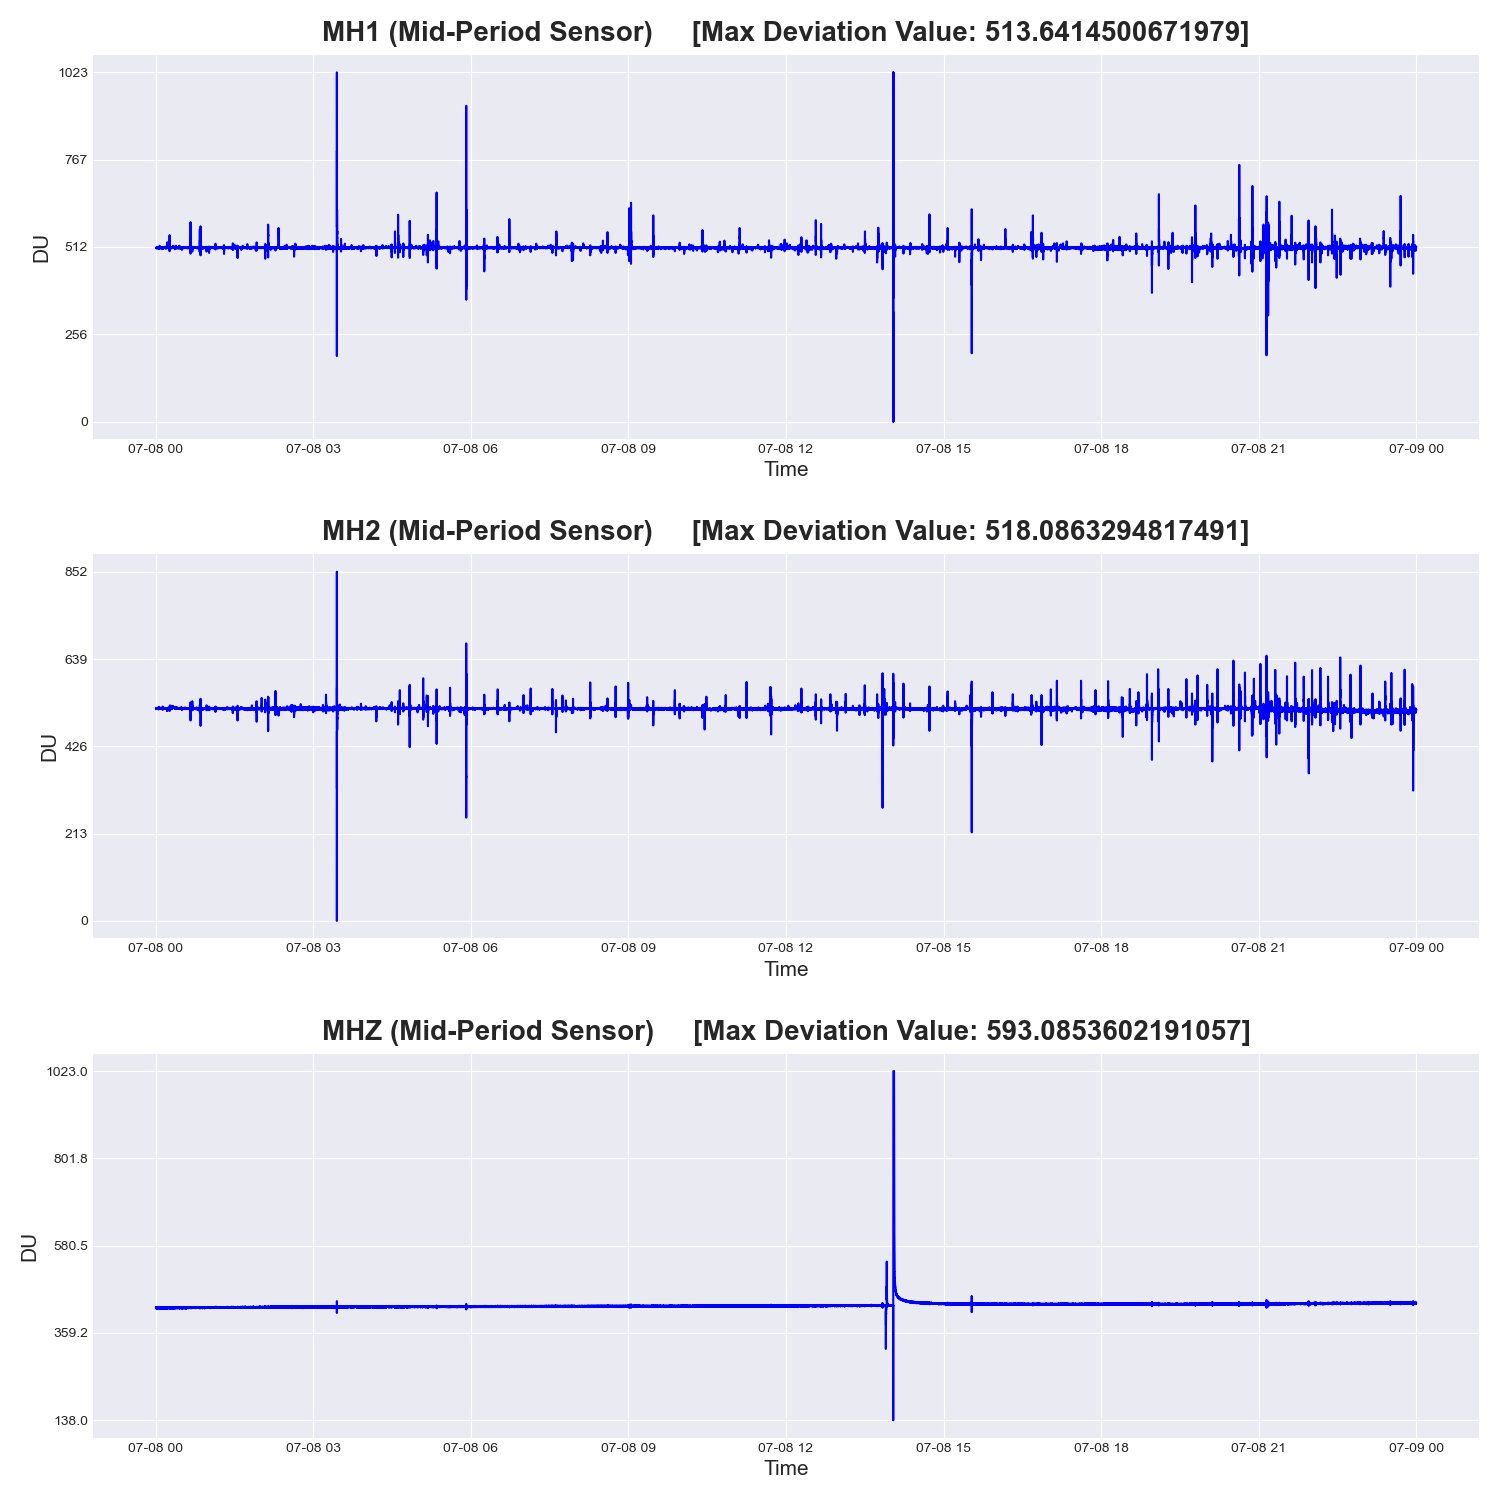 MH1 (Mid-Period Sensor) [Max Deviation Value: 513.6414500671979]
1023
767
512
256
0
DU
07-08 00 07-08 03 07-08 06 07-08 09 07-08 12 07-08 15 07-08 18 07-08 21 07-09 00
Time
MH2 (Mid-Period Sensor) [Max Deviation Value: 518.0863294817491]
852
639
426
213
0
DU
07-08 00 07-08 03 07-08 06 07-08 09 07-08 12 07-08 15 07-08 18 07-08 21 07-09 00
Time
MHZ (Mid-Period Sensor) [Max Deviation Value: 593.0853602191057]
1023.0
801.8
580.5
359.2
138.0
DU
07-08 00 07-08 03 07-08 06 07-08 09 07-08 12 07-08 15 07-08 18 07-08 21 07-09 00
Time